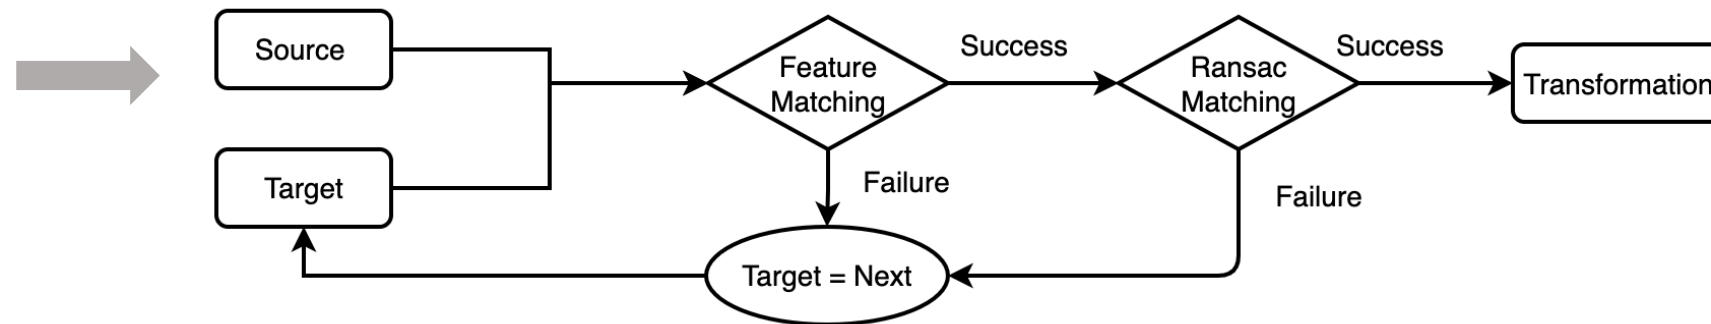 Source
Target
Feature
Matching
Success
Failure
Ransac
Matching
Success
Failure
Transformation
Target = Next